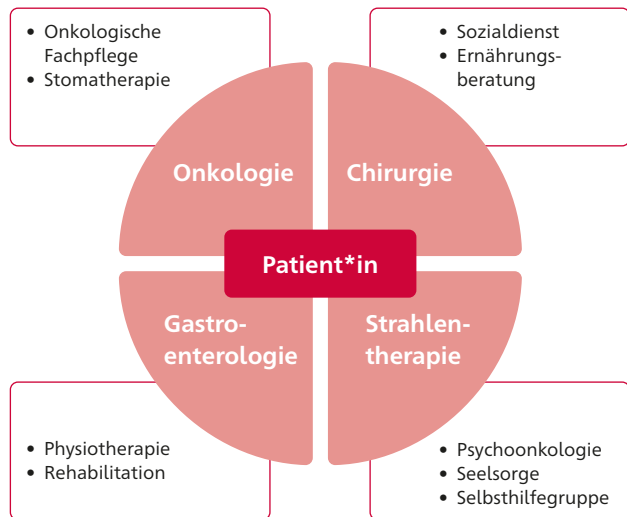 • Onkologische
Fachpflege
• Stomatherapie
• Sozialdienst
• Ernährungs-
beratung
Onkologie
Chirurgie
Patient*in
Gastro-
enterologie
Strahlen-
therapie
• Physiotherapie
• Rehabilitation
• Psychoonkologie
• Seelsorge
• Selbsthilfegruppe